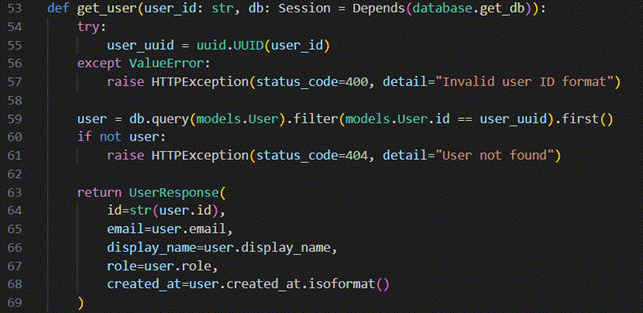 53 def get_user(user_id: str, db: Session = Depends(database.get_db)):
54     try:
55         user_uuid = uuid.UUID(user_id)
56     except ValueError:
57         raise HTTPException(status_code=400, detail="Invalid user ID format")
58
59     user = db.query(models.User).filter(models.User.id == user_uuid).first()
60     if not user:
61         raise HTTPException(status_code=404, detail="User not found")
62
63     return UserResponse(
64         id=str(user.id),
65         email=user.email,
66         display_name=user.display_name,
67         role=user.role,
68         created_at=user.created_at.isoformat()
69     )